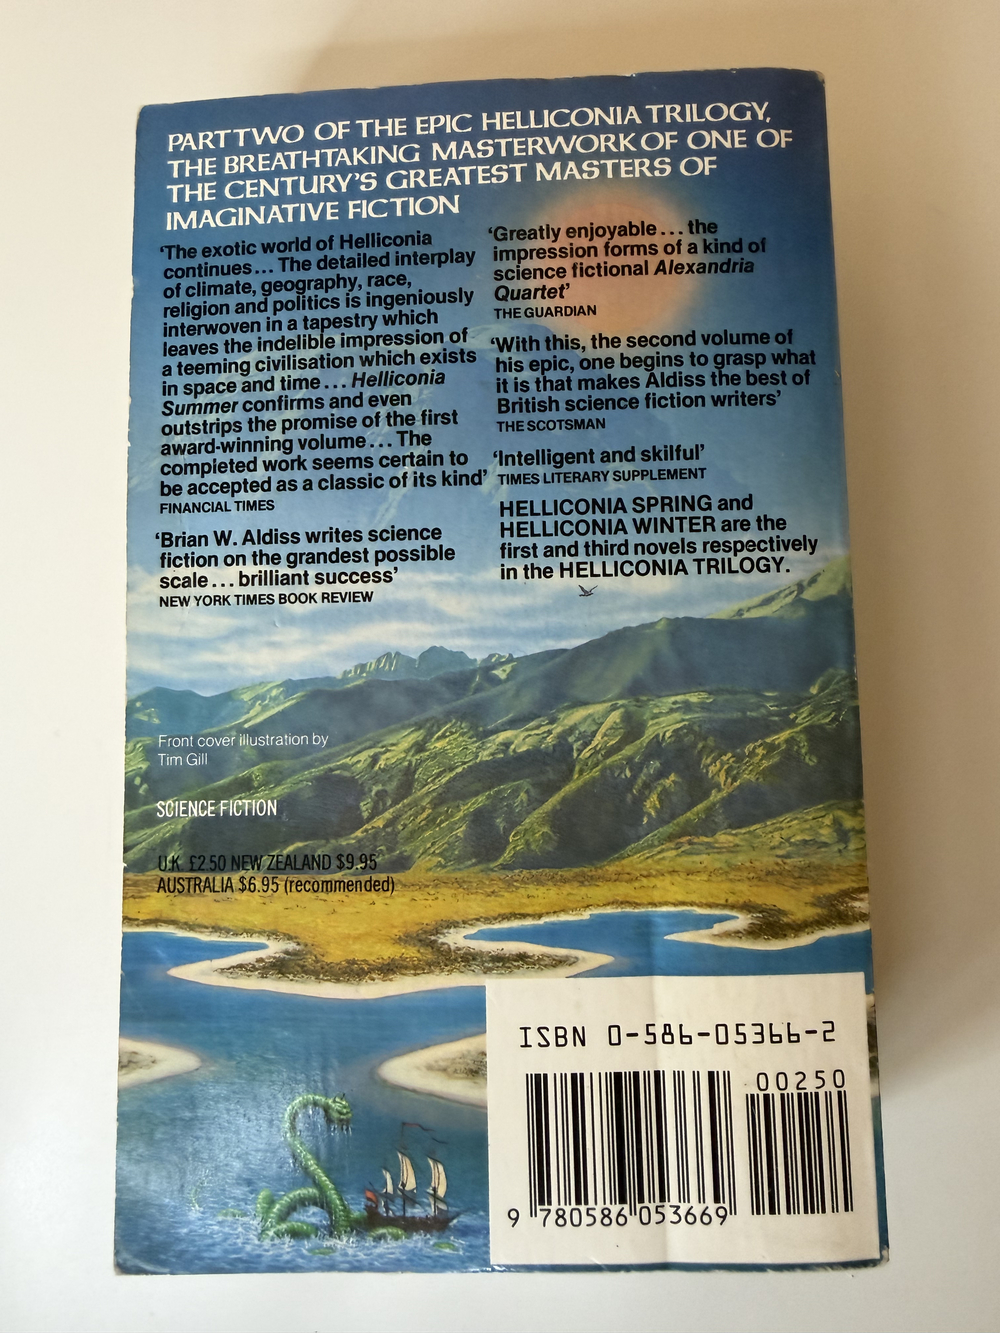 PART TWO OF THE EPIC HELLICONIA TRILOGY,
THE BREATHTAKING MASTERWORK OF ONE OF
THE CENTURY'S GREATEST MASTERS OF
IMAGINATIVE FICTION
'The exotic world of Helliconia
continues... The detailed interplay
of climate, geography, race,
religion and politics is ingeniously
interwoven in a tapestry which
leaves the indelible impression of
a teeming civilisation which exists
in space and time... Helliconia
Summer confirms and even
outstrips the promise of the first
award-winning volume... The
completed work seems certain to
be accepted as a classic of its kind'
FINANCIAL TIMES
'Brian W. Aldiss writes science
fiction on the grandest possible
scale... brilliant success'
NEW YORK TIMES BOOK REVIEW
'Greatly enjoyable... the
impression forms of a kind of
science fictional Alexandria
Quartet'
THE GUARDIAN
'With this, the second volume of
his epic, one begins to grasp what
it is that makes Aldiss the best of
British science fiction writers'
THE SCOTSMAN
'Intelligent and skilful'
TIMES LITERARY SUPPLEMENT
HELLICONIA SPRING and
HELLICONIA WINTER are the
first and third novels respectively
in the HELLICONIA TRILOGY.
Front cover illustration by
Tim Gill
SCIENCE FICTION
U.K. £2.50 NEW ZEALAND $9.95
AUSTRALIA $6.95 (recommended)
ISBN 0-586-05366-2
00250
9 780586 053669